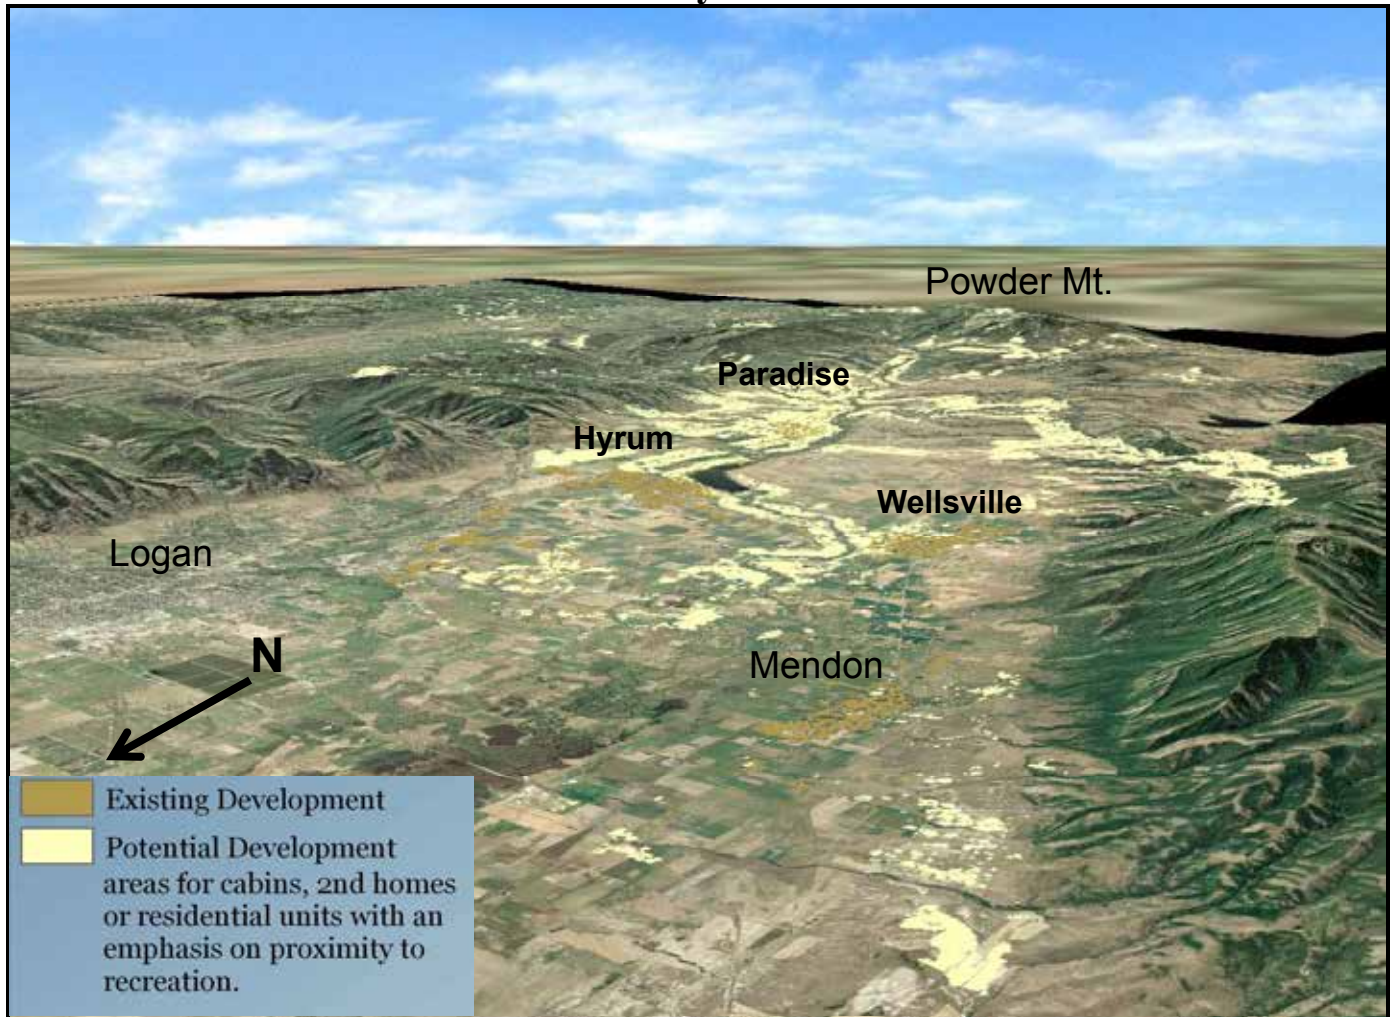 Powder Mt.
Paradise
Hyrum
Wellsville
Logan
N
Mendon
Existing Development
Potential Development
areas for cabins, 2nd homes
or residential units with an
emphasis on proximity to
recreation.